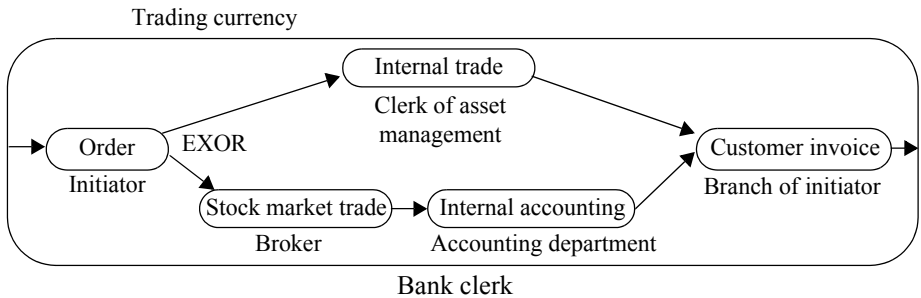 Trading currency
Internal trade
Clerk of asset
management
Order
EXOR
Customer invoice
Initiator
Branch of initiator
Stock market trade
Internal accounting
Broker
Accounting department
Bank clerk